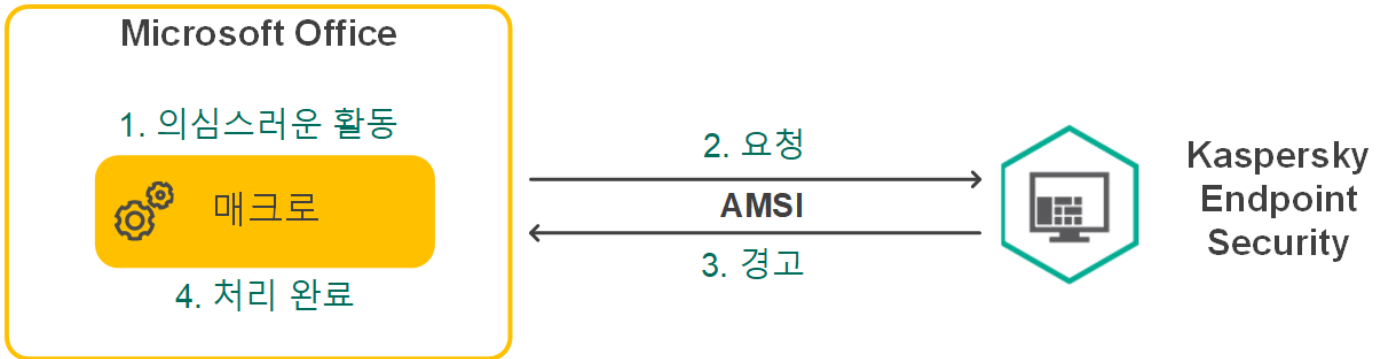 Microsoft Office
1. 의심스러운 활동
매크로
4. 처리 완료
2. 요청
AMSI
3. 경고
Kaspersky
Endpoint
Security